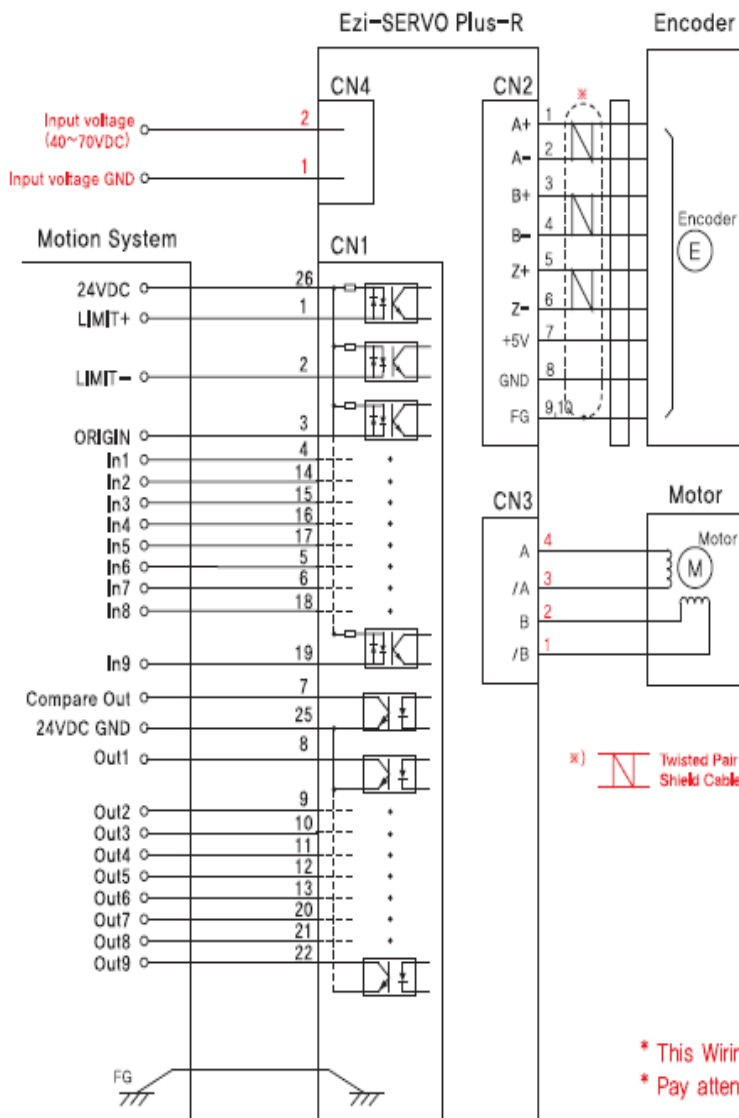 Ezi-SERVO Plus-R
Encoder
CN4
CN2
Input voltage
(40~70VDC)
2
Input voltage GND
1
※
A+ 1
A- 2
B+ 3
B- 4
Z+ 5
Z- 6
+5V 7
GND 8
FG 9,10
Encoder
E
Motion System
CN1
24VDC 26
LIMIT+ 1
LIMIT- 2
ORIGIN 3
In1 4
In2 14
In3 15
In4 16
In5 17
In6 5
In7 6
In8 18
In9 19
Compare Out 7
24VDC GND 25
Out1 8
Out2 9
Out3 10
Out4 11
Out5 12
Out6 13
Out7 20
Out8 21
Out9 22
FG
CN3
Motor
A 4
/A 3
B 2
/B 1
Motor
M
※) Twisted Pair
Shield Cable
* This Wirin
* Pay atten